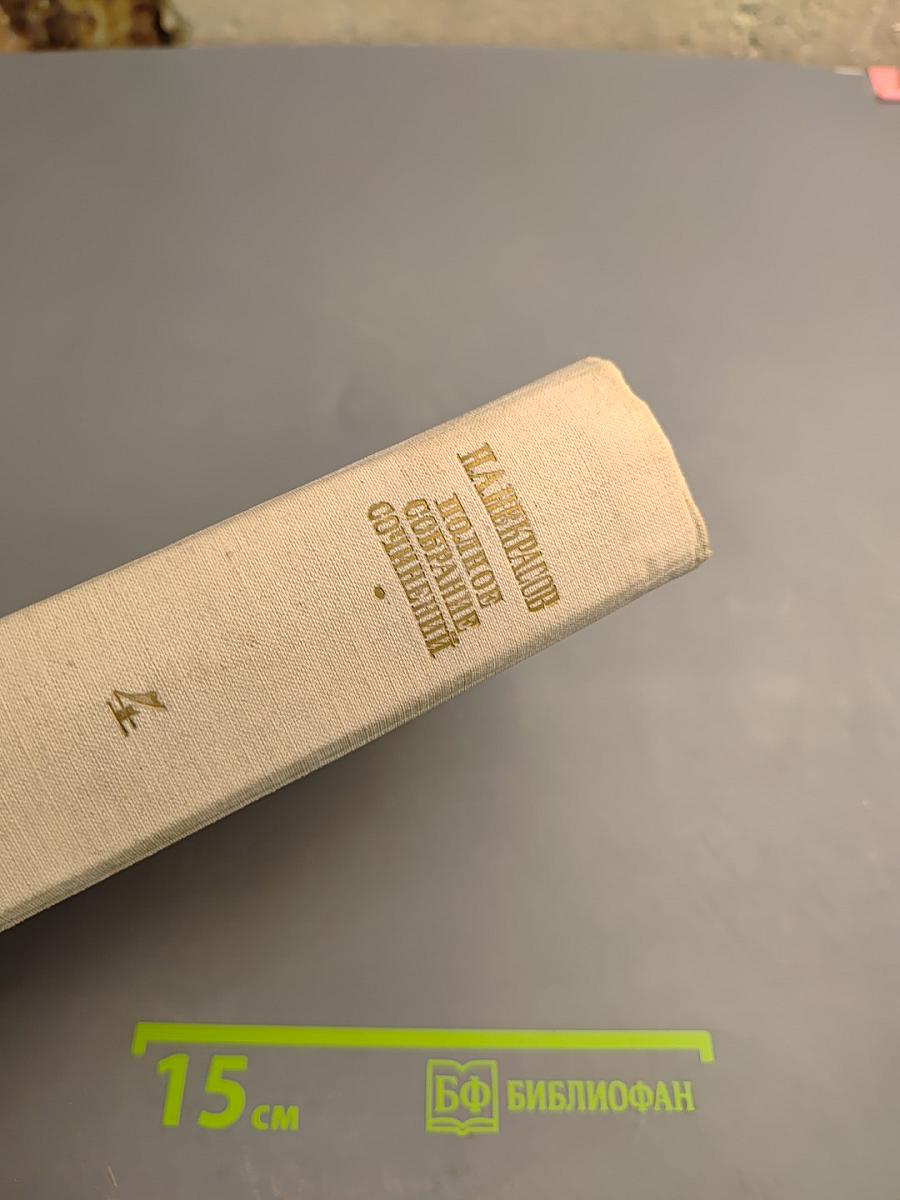 Н.А.НЕКРАСОВ
ПОЛНОЕ
СОБРАНИЕ
СОЧИНЕНИЙ
4
15 см
БФ БИБЛИОФАН